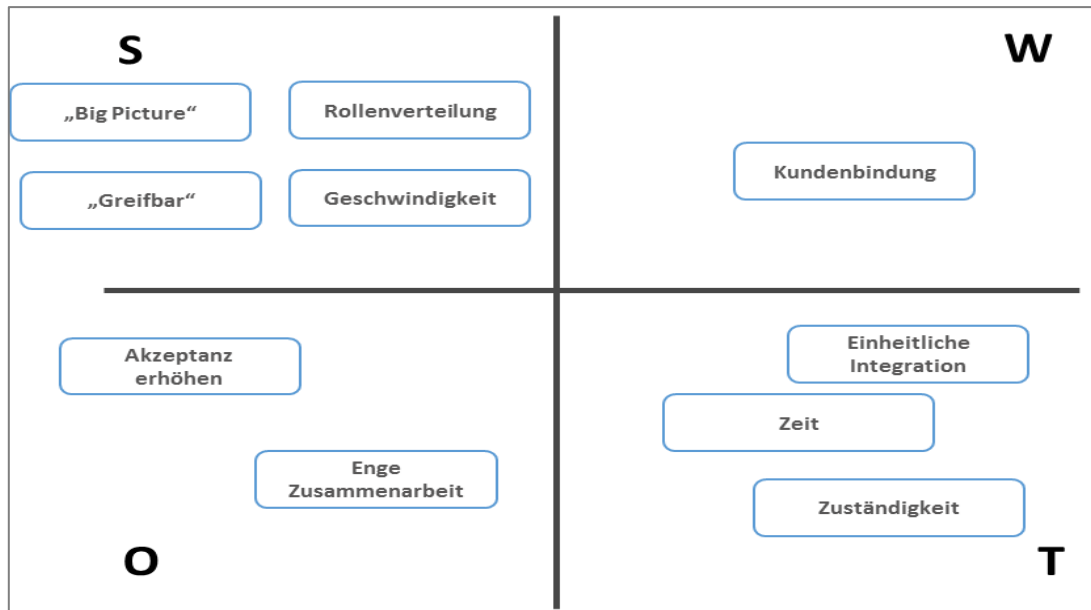 S
W
„Big Picture“
Rollenverteilung
„Greifbar“
Geschwindigkeit
Kundenbindung
Akzeptanz
erhöhen
Enge
Zusammenarbeit
Einheitliche
Integration
Zeit
Zuständigkeit
O
T